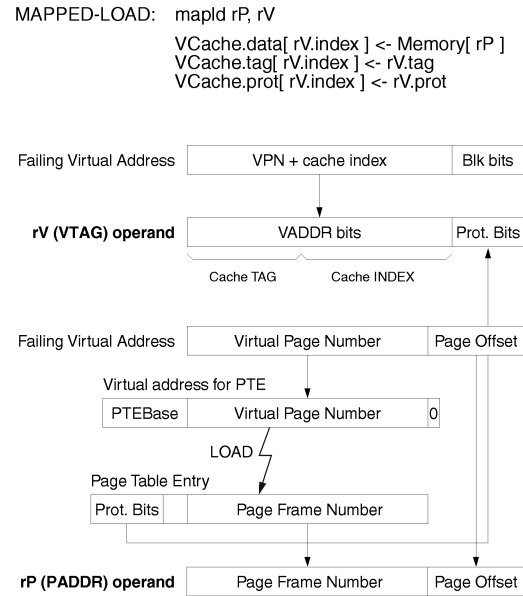 MAPPED-LOAD: mapld rP, rV
VCache.data[ rV.index ] <- Memory[ rP ]
VCache.tag[ rV.index ] <- rV.tag
VCache.prot[ rV.index ] <- rV.prot
Failing Virtual Address VPN + cache index Blk bits
rV (VTAG) operand VADDR bits Prot. Bits
Cache TAG Cache INDEX
Failing Virtual Address Virtual Page Number Page Offset
Virtual address for PTE
PTEBase Virtual Page Number 0
LOAD
Page Table Entry
Prot. Bits Page Frame Number
rP (PADDR) operand Page Frame Number Page Offset